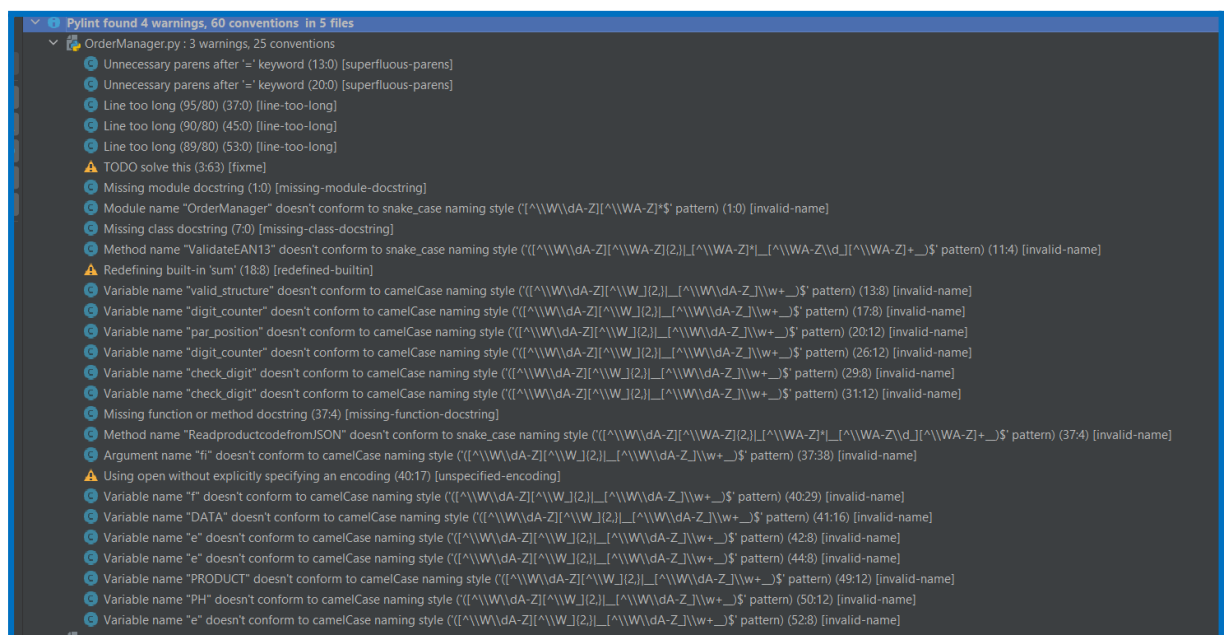 Pylint found 4 warnings, 60 conventions in 5 files
OrderManager.py : 3 warnings, 25 conventions
Unnecessary parens after '=' keyword (13:0) [superfluous-parens]
Unnecessary parens after '=' keyword (20:0) [superfluous-parens]
Line too long (95/80) (37:0) [line-too-long]
Line too long (90/80) (45:0) [line-too-long]
Line too long (89/80) (53:0) [line-too-long]
TODO solve this (3:63) [fixme]
Missing module docstring (1:0) [missing-module-docstring]
Module name "OrderManager" doesn't conform to snake_case naming style ('[^\\W\\dA-Z][^\\WA-Z]*$' pattern) (1:0) [invalid-name]
Missing class docstring (7:0) [missing-class-docstring]
Method name "ValidateEAN13" doesn't conform to snake_case naming style ('([^\\W\\dA-Z][^\\WA-Z]{2,}|_[^\\WA-Z]*|__[^\\WA-Z\\d_][^\\WA-Z]+__)$' pattern) (11:4) [invalid-name]
Redefining built-in 'sum' (18:8) [redefined-builtin]
Variable name "valid_structure" doesn't conform to camelCase naming style ('([^\\W\\dA-Z][^\\W_]{2,}|__[^\\W\\dA-Z_]\\w+__)$' pattern) (13:8) [invalid-name]
Variable name "digit_counter" doesn't conform to camelCase naming style ('([^\\W\\dA-Z][^\\W_]{2,}|__[^\\W\\dA-Z_]\\w+__)$' pattern) (17:8) [invalid-name]
Variable name "par_position" doesn't conform to camelCase naming style ('([^\\W\\dA-Z][^\\W_]{2,}|__[^\\W\\dA-Z_]\\w+__)$' pattern) (20:12) [invalid-name]
Variable name "digit_counter" doesn't conform to camelCase naming style ('([^\\W\\dA-Z][^\\W_]{2,}|__[^\\W\\dA-Z_]\\w+__)$' pattern) (26:12) [invalid-name]
Variable name "check_digit" doesn't conform to camelCase naming style ('([^\\W\\dA-Z][^\\W_]{2,}|__[^\\W\\dA-Z_]\\w+__)$' pattern) (29:8) [invalid-name]
Variable name "check_digit" doesn't conform to camelCase naming style ('([^\\W\\dA-Z][^\\W_]{2,}|__[^\\W\\dA-Z_]\\w+__)$' pattern) (31:12) [invalid-name]
Missing function or method docstring (37:4) [missing-function-docstring]
Method name "ReadproductcodefromJSON" doesn't conform to snake_case naming style ('([^\\W\\dA-Z][^\\WA-Z]{2,}|_[^\\WA-Z]*|__[^\\WA-Z\\d_][^\\WA-Z]+__)$' pattern) (37:4) [invalid-name]
Argument name "fi" doesn't conform to camelCase naming style ('([^\\W\\dA-Z][^\\W_]{2,}|__[^\\W\\dA-Z_]\\w+__)$' pattern) (37:38) [invalid-name]
Using open without explicitly specifying an encoding (40:17) [unspecified-encoding]
Variable name "f" doesn't conform to camelCase naming style ('([^\\W\\dA-Z][^\\W_]{2,}|__[^\\W\\dA-Z_]\\w+__)$' pattern) (40:29) [invalid-name]
Variable name "DATA" doesn't conform to camelCase naming style ('([^\\W\\dA-Z][^\\W_]{2,}|__[^\\W\\dA-Z_]\\w+__)$' pattern) (41:16) [invalid-name]
Variable name "e" doesn't conform to camelCase naming style ('([^\\W\\dA-Z][^\\W_]{2,}|__[^\\W\\dA-Z_]\\w+__)$' pattern) (42:8) [invalid-name]
Variable name "e" doesn't conform to camelCase naming style ('([^\\W\\dA-Z][^\\W_]{2,}|__[^\\W\\dA-Z_]\\w+__)$' pattern) (44:8) [invalid-name]
Variable name "PRODUCT" doesn't conform to camelCase naming style ('([^\\W\\dA-Z][^\\W_]{2,}|__[^\\W\\dA-Z_]\\w+__)$' pattern) (49:12) [invalid-name]
Variable name "PH" doesn't conform to camelCase naming style ('([^\\W\\dA-Z][^\\W_]{2,}|__[^\\W\\dA-Z_]\\w+__)$' pattern) (50:12) [invalid-name]
Variable name "e" doesn't conform to camelCase naming style ('([^\\W\\dA-Z][^\\W_]{2,}|__[^\\W\\dA-Z_]\\w+__)$' pattern) (52:8) [invalid-name]